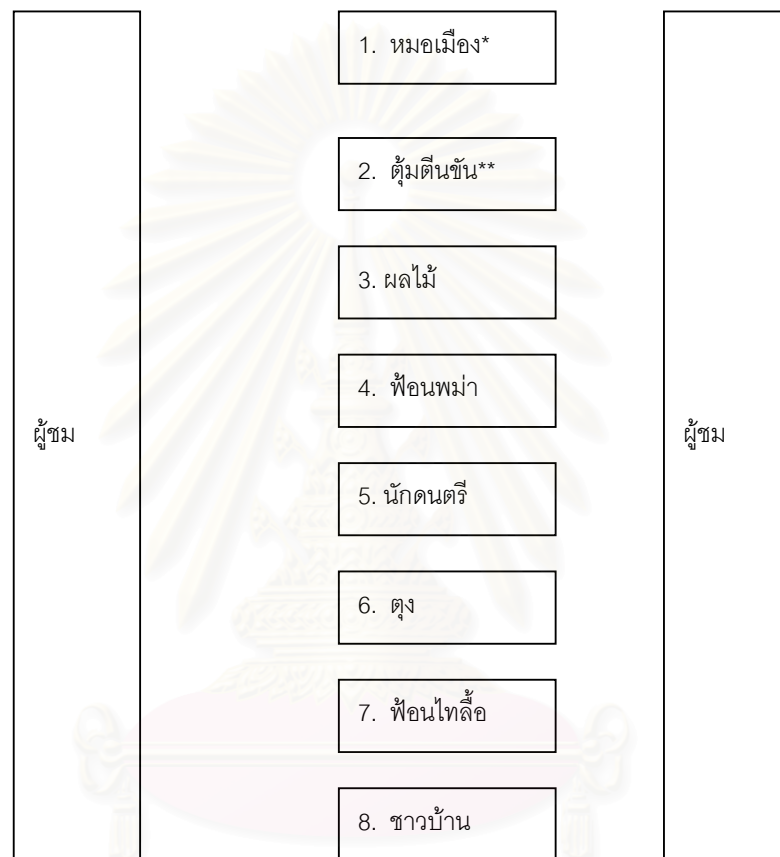 1. หมอเมือง*
2. ตุ้มตีนขัน**
3. ผลไม้
4. ฟ้อนพม่า
ผู้ชม
ผู้ชม
5. นักดนตรี
6. ตุง
7. ฟ้อนไทลื้อ
8. ชาวบ้าน